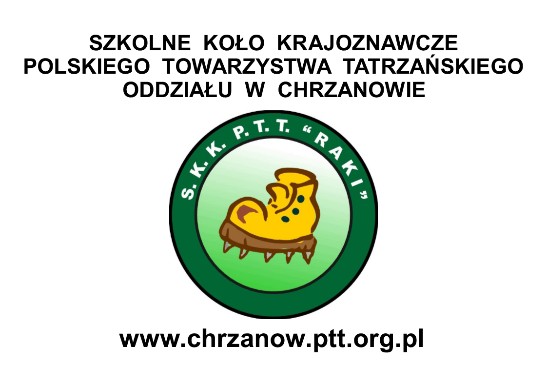 SZKOLNE KOŁO KRAJOZNAWCZE
POLSKIEGO TOWARZYSTWA TATRZAŃSKIEGO
ODDZIAŁU W CHRZANOWIE
S. K. K. P. T. T. “RAKI”
www.chrzanow.ptt.org.pl